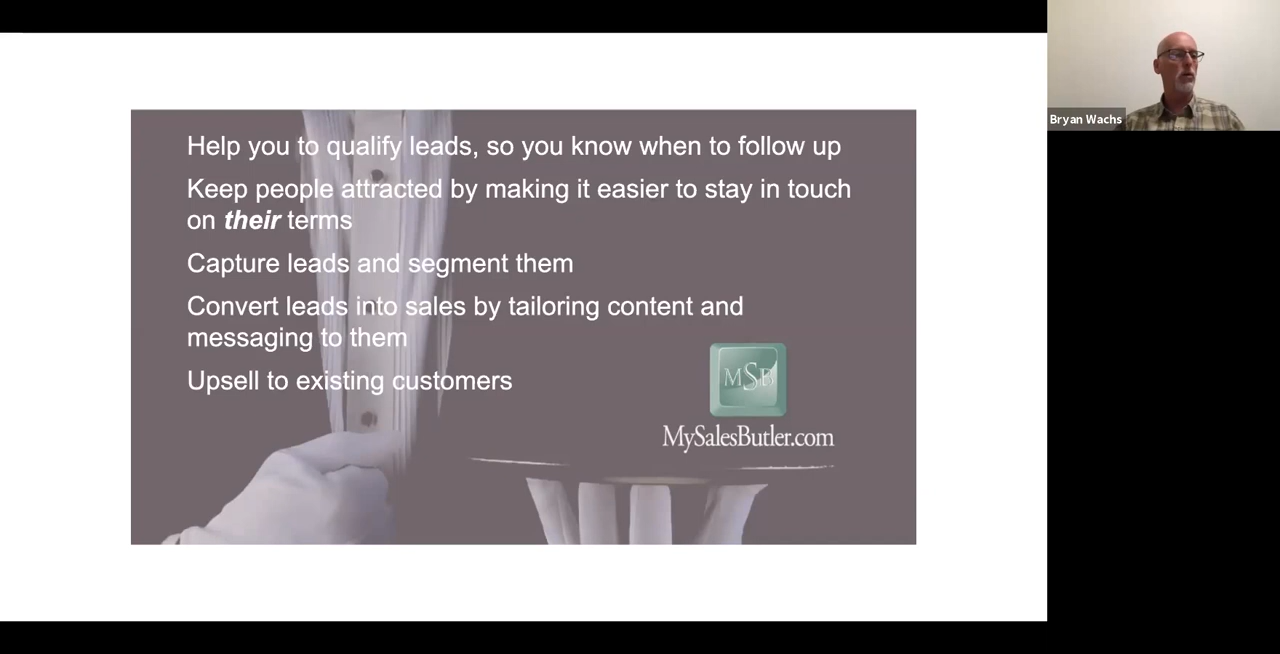 Help you to qualify leads, so you know when to follow up
Keep people attracted by making it easier to stay in touch
on their terms
Capture leads and segment them
Convert leads into sales by tailoring content and
messaging to them
Upsell to existing customers
MSB
MySalesButler.com
Bryan Wachs